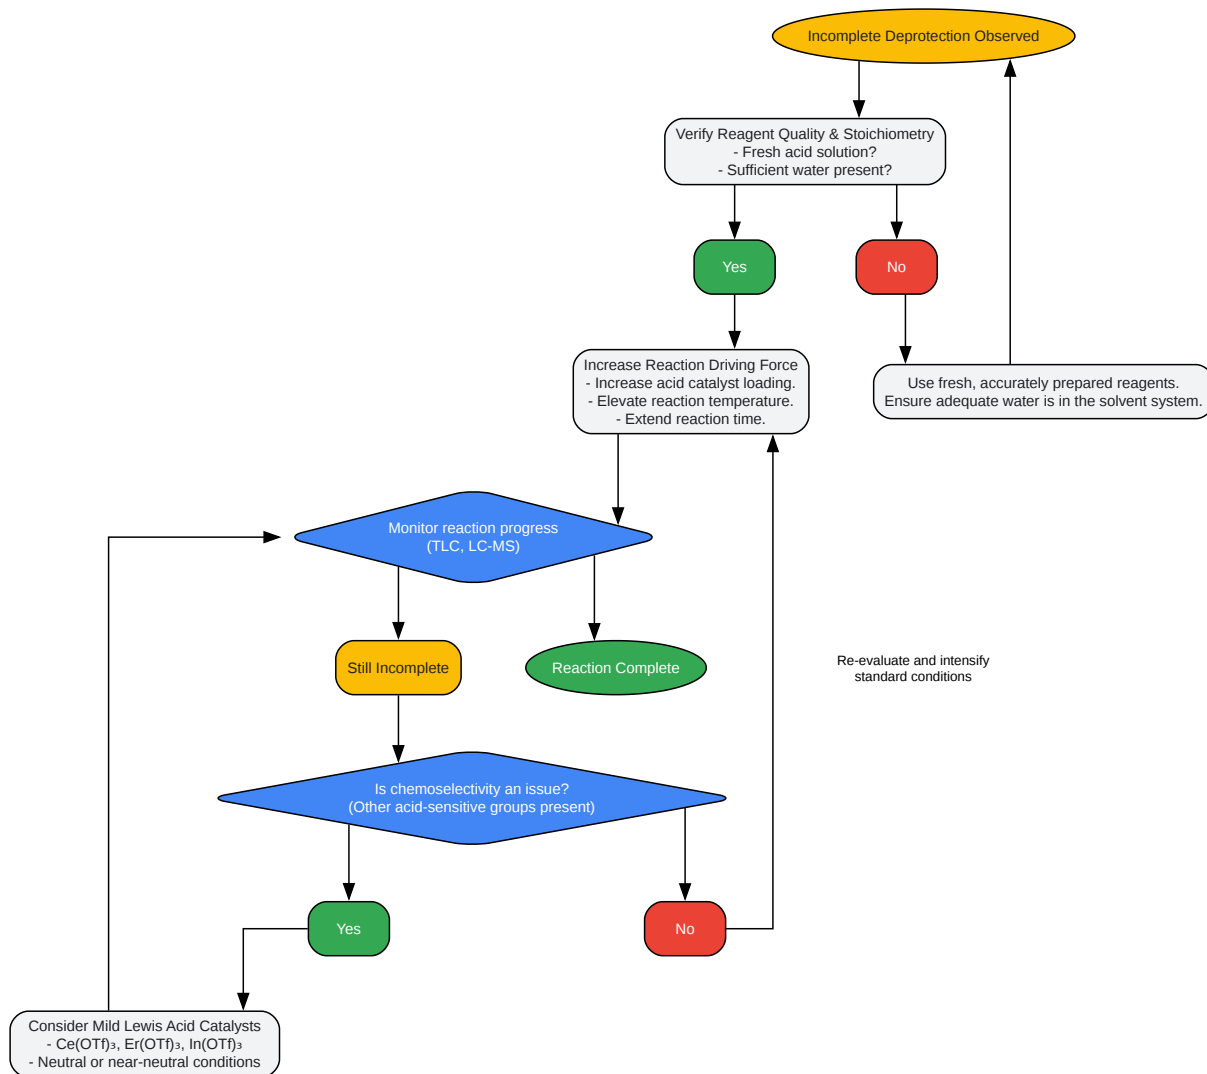 Incomplete Deprotection Observed
Verify Reagent Quality & Stoichiometry
- Fresh acid solution?
- Sufficient water present?
Yes
No
Increase Reaction Driving Force
- Increase acid catalyst loading.
- Elevate reaction temperature.
- Extend reaction time.
Use fresh, accurately prepared reagents.
Ensure adequate water is in the solvent system.
Monitor reaction progress
(TLC, LC-MS)
Still Incomplete
Reaction Complete
Re-evaluate and intensify
standard conditions
Is chemoselectivity an issue?
(Other acid-sensitive groups present)
Yes
No
Consider Mild Lewis Acid Catalysts
- Ce(OTf)₃, Er(OTf)₃, In(OTf)₃
- Neutral or near-neutral conditions